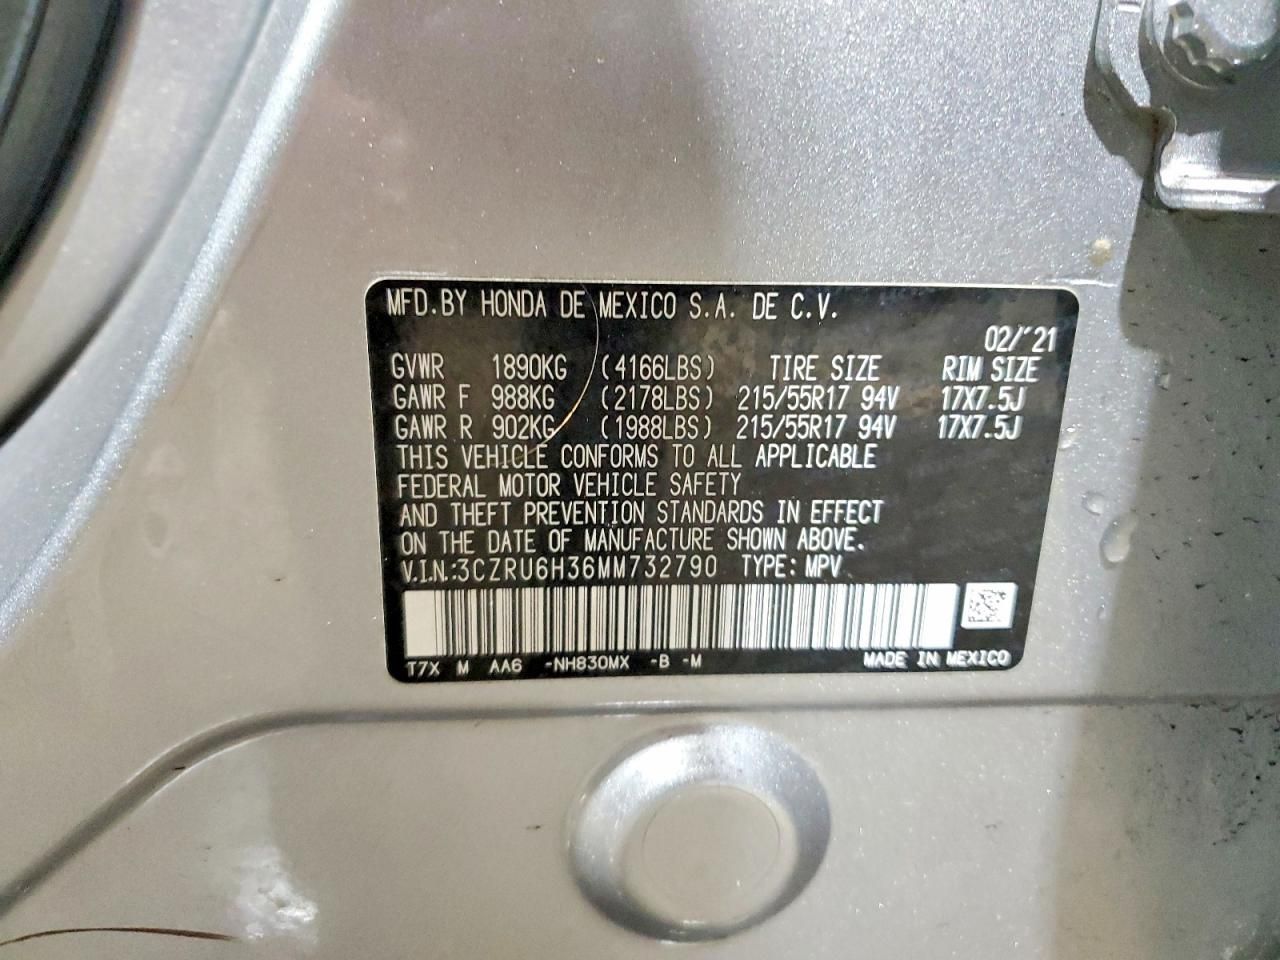 MFD.BY HONDA DE MEXICO S.A. DE C.V.
02/'21
GVWR 1890KG (4166LBS) TIRE SIZE RIM SIZE
GAWR F 988KG (2178LBS) 215/55R17 94V 17X7.5J
GAWR R 902KG (1988LBS) 215/55R17 94V 17X7.5J
THIS VEHICLE CONFORMS TO ALL APPLICABLE
FEDERAL MOTOR VEHICLE SAFETY
AND THEFT PREVENTION STANDARDS IN EFFECT
ON THE DATE OF MANUFACTURE SHOWN ABOVE.
V.I.N.:3CZRU6H36MM732790 TYPE: MPV
T7X M AA6 -NH830MX -B -M MADE IN MEXICO